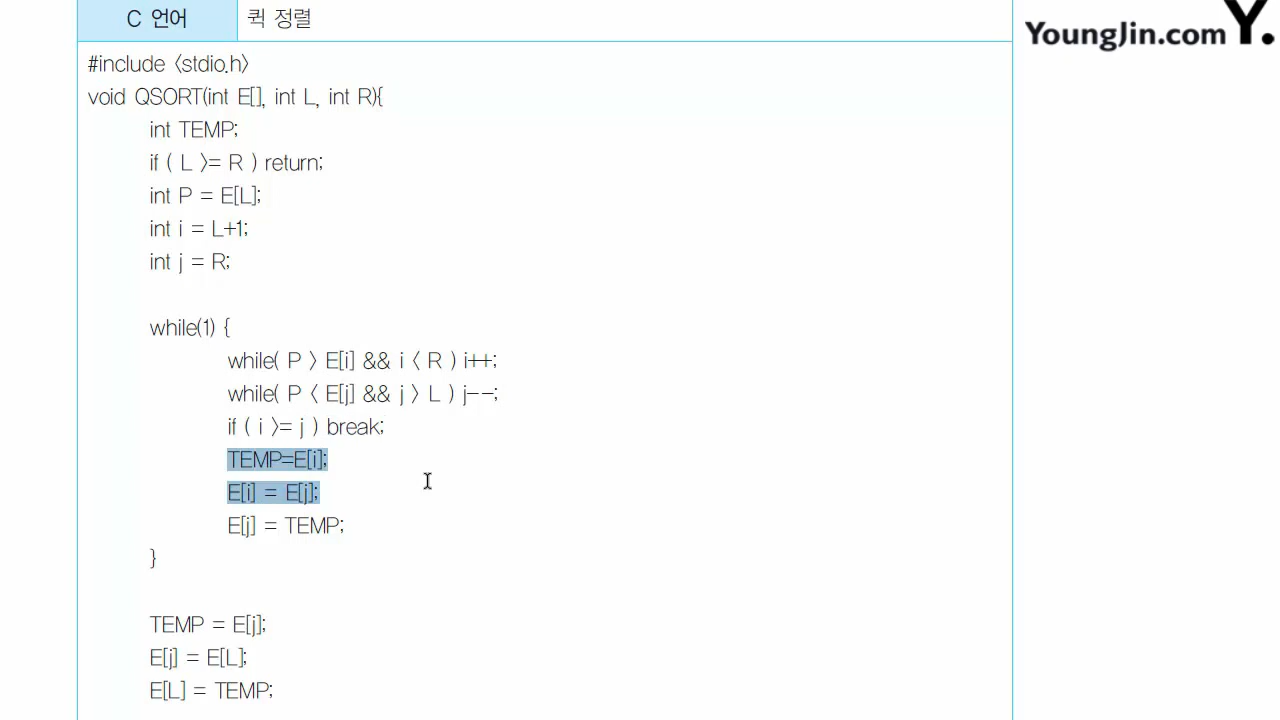 C 언어
퀵 정렬
YoungJin.com Y.
#include <stdio.h>
void QSORT(int E[], int L, int R){
int TEMP;
if ( L >= R ) return;
int P = E[L];
int i = L+1;
int j = R;
while(1) {
while( P > E[i] && i < R ) i++;
while( P < E[j] && j > L ) j--;
if ( i >= j ) break;
TEMP=E[i];
E[i] = E[j];
E[j] = TEMP;
}
TEMP = E[j];
E[j] = E[L];
E[L] = TEMP;